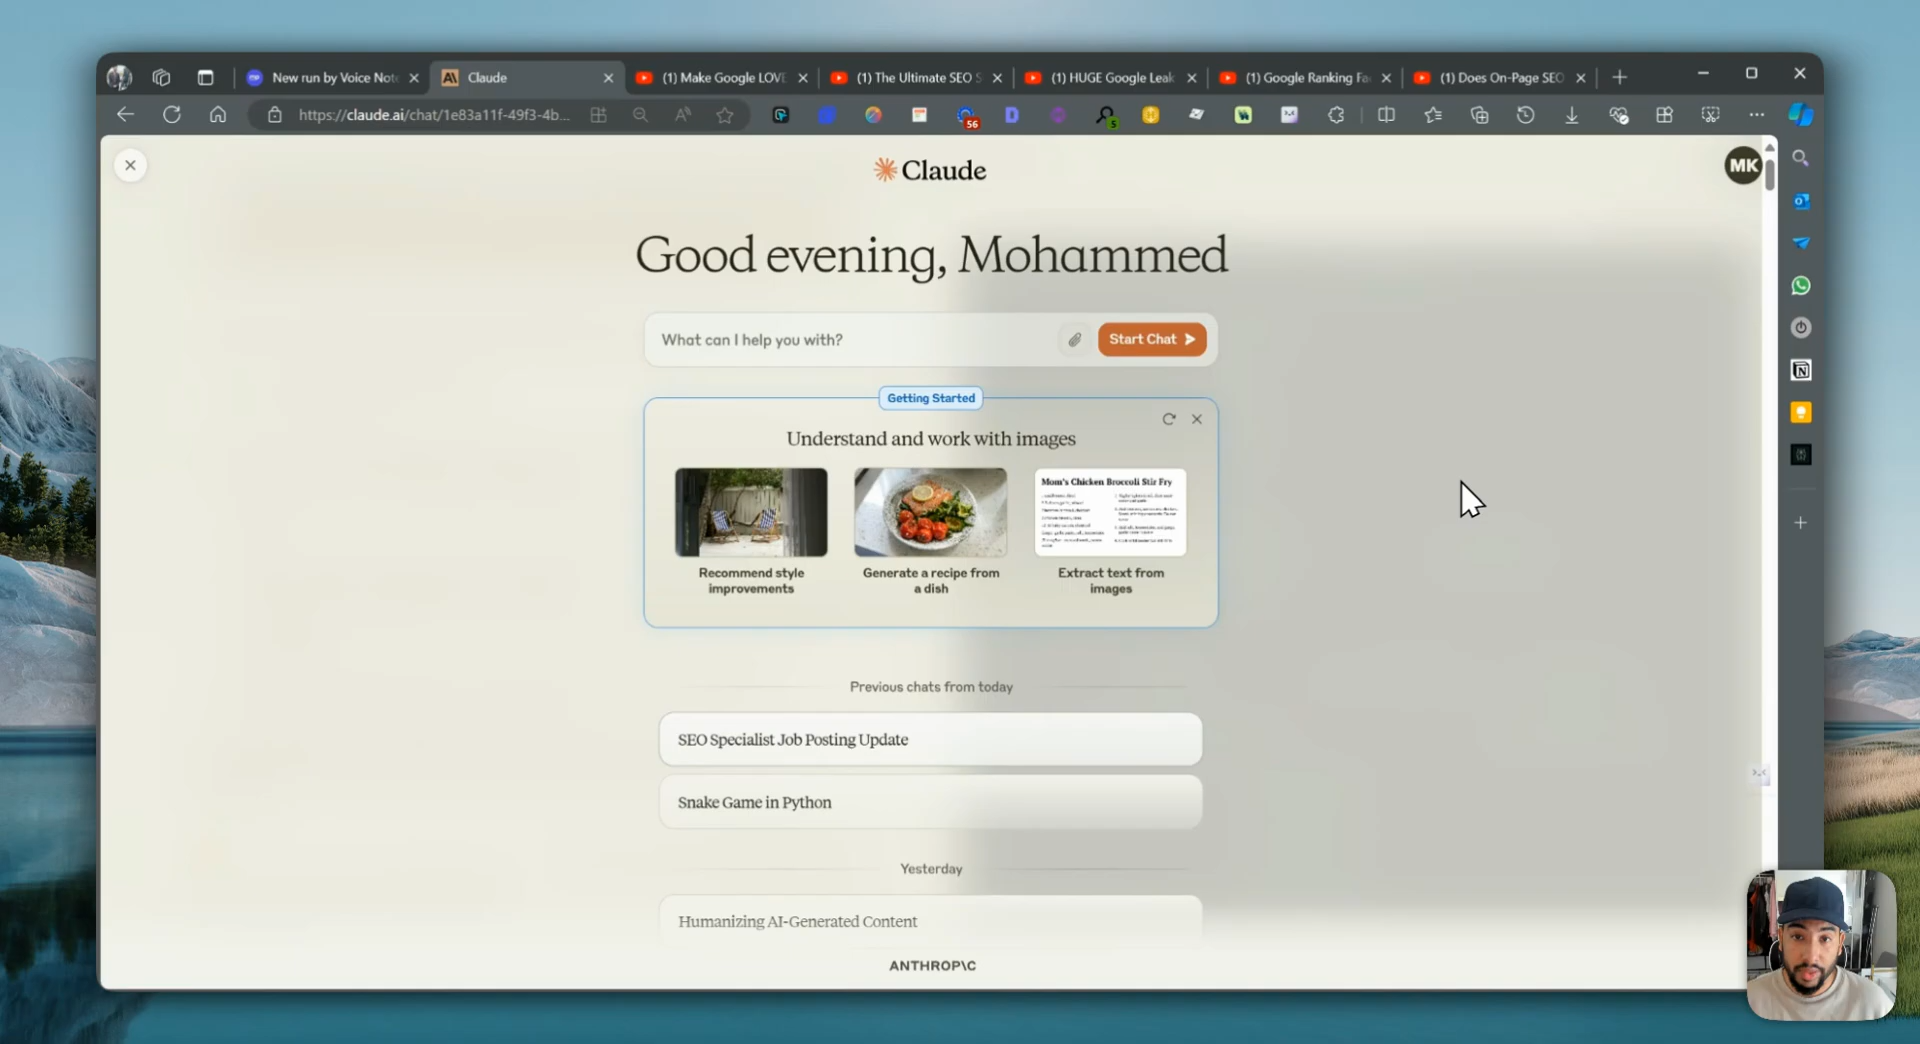 New run by Voice Not
Claude
(1) Make Google LOVE
(1) The Ultimate SEO S
(1) HUGE Google Leak
(1) Google Ranking Fa
(1) Does On-Page SEO
https://claude.ai/chat/1e83a11f-49f3-4b...
56
5
Claude
MK
Good evening, Mohammed
What can I help you with?
Start Chat
Getting Started
Understand and work with images
Mom's Chicken Broccoli Stir Fry
Recommend style
improvements
Generate a recipe from
a dish
Extract text from
images
Previous chats from today
SEO Specialist Job Posting Update
Snake Game in Python
Yesterday
Humanizing AI-Generated Content
ANTHROP\C